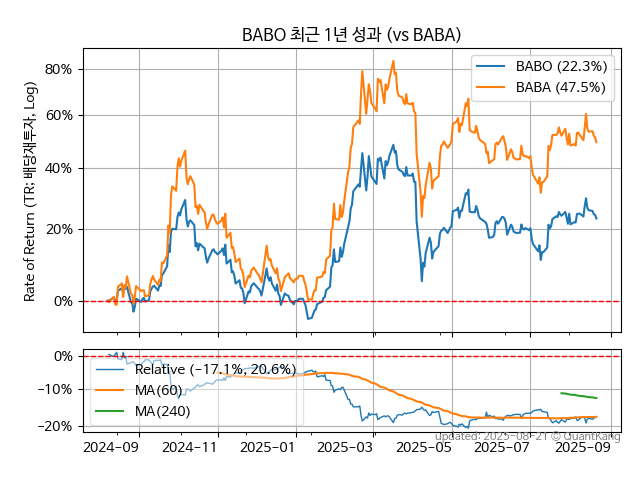 BABO 최근 1년 성과 (vs BABA)
Rate of Return (TR: 배당재투자, Log)
80%
60%
40%
20%
0%
BABO (22.3%)
BABA (47.5%)
0%
−10%
−20%
Relative (−17.1%, 20.6%)
MA(60)
MA(240)
updated: 2025-08-21 © QuantKang
2024-09
2024-11
2025-01
2025-03
2025-05
2025-07
2025-09